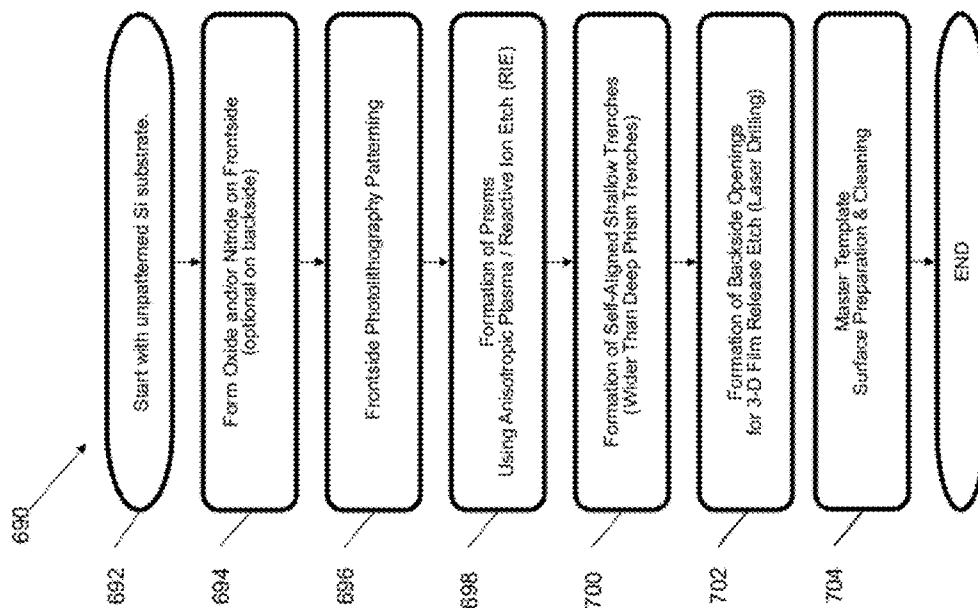 690
692
Start with unpatterned Si substrate.
694
Form Oxide and/or Nitride on Frontside
(optional on backside)
696
Frontside Photolithography Patterning
698
Formation of Prisms
Using Anisotropic Plasma / Reactive Ion Etch (RIE)
700
Formation of Self-Aligned Shallow Trenches
(Wider Than Deep Prism Trenches)
702
Formation of Backside Openings
for 3-D Film Release Etch (Laser Drilling)
704
Master Template
Surface Preparation & Cleaning
END